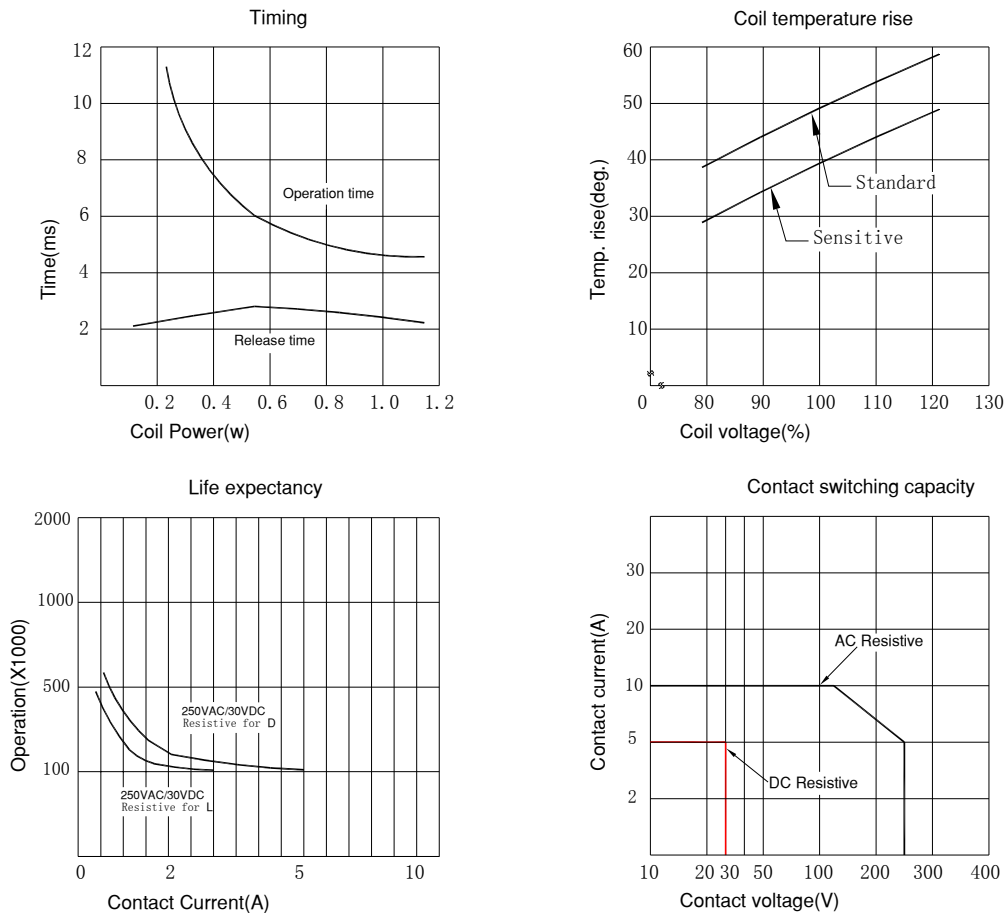 Timing
12
10
8
6
4
2
Time(ms)
Operation time
Release time
0.2 0.4 0.6 0.8 1.0 1.2
Coil Power(w)
Coil temperature rise
60
50
40
30
20
10
Temp. rise(deg.)
Standard
Sensitive
0 80 90 100 110 120 130
Coil voltage(%)
Life expectancy
2000
1000
500
100
Operation(X1000)
250VAC/30VDC
Resistive for D
250VAC/30VDC
Resistive for L
0 2 5 10
Contact Current(A)
Contact switching capacity
30
20
10
5
2
Contact current(A)
AC Resistive
DC Resistive
10 20 30 50 100 200 300 400
Contact voltage(V)